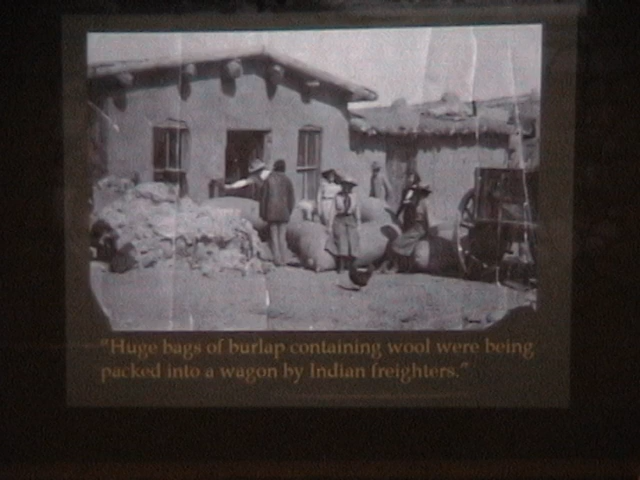 "Huge bags of burlap containing wool were being
packed into a wagon by Indian freighters."